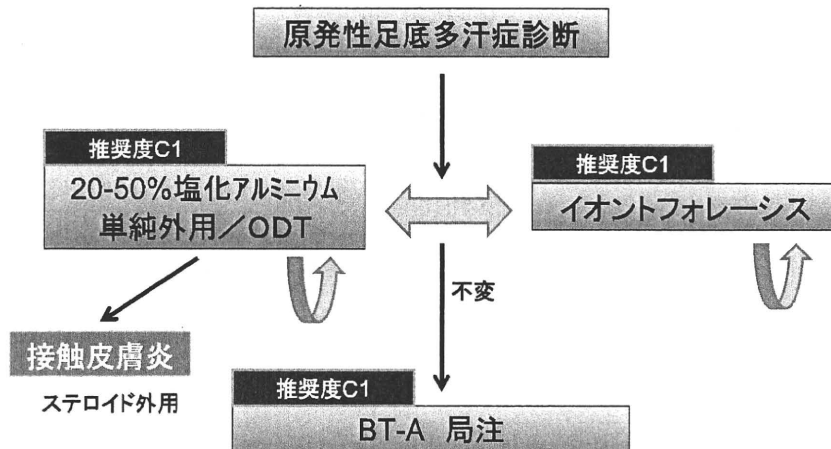 原発性足底多汗症診断
推奨度C1
20-50%塩化アルミニウム
単純外用／ODT
推奨度C1
イオントフォレーシス
不変
接触皮膚炎
ステロイド外用
推奨度C1
BT-A 局注